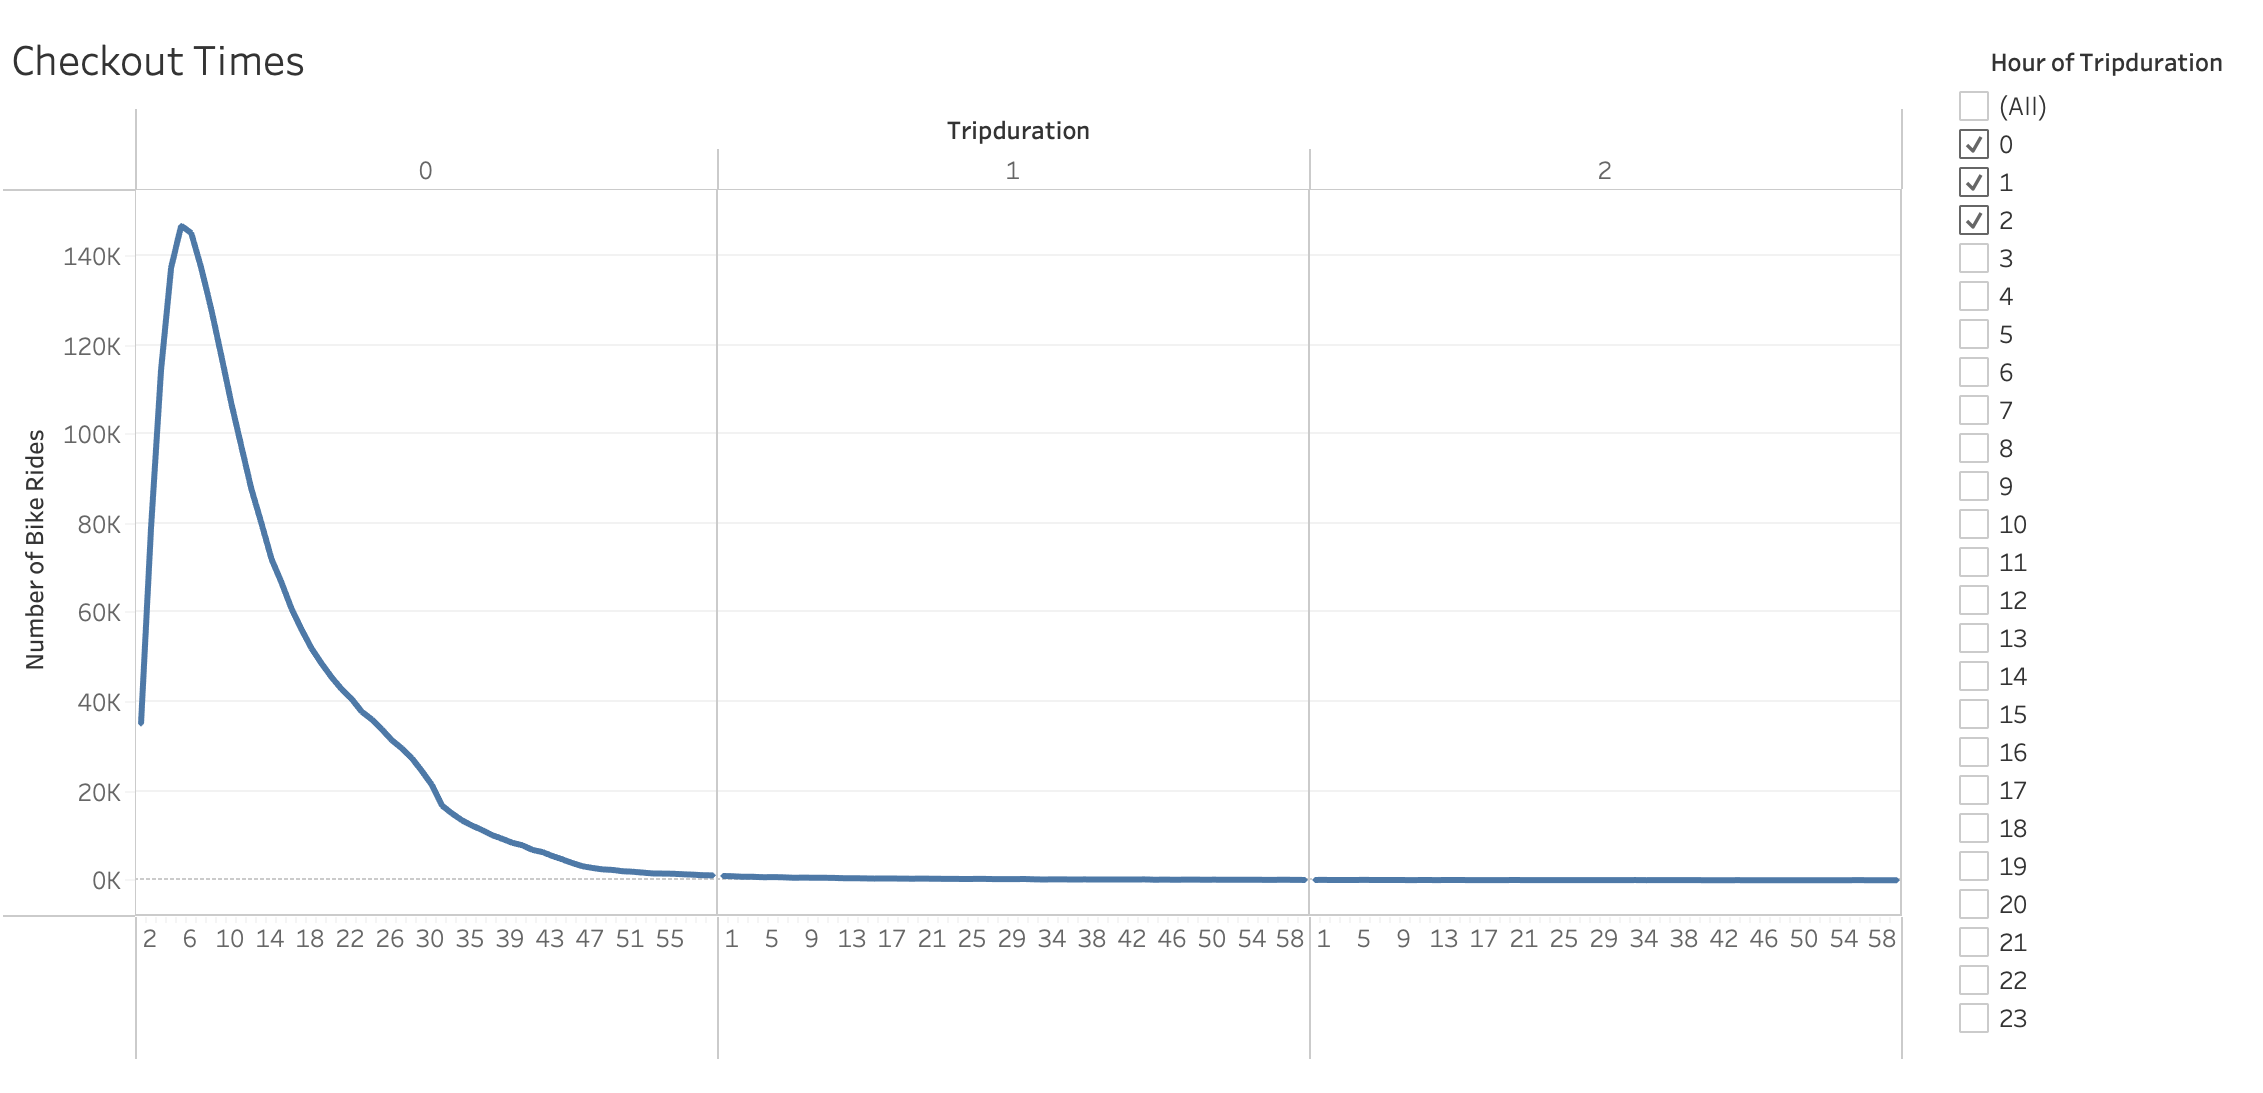 Checkout Times
Tripduration
0 1 2
140K
120K
100K
80K
60K
40K
20K
0K
Number of Bike Rides
2 6 10 14 18 22 26 30 35 39 43 47 51 55 1 5 9 13 17 21 25 29 34 38 42 46 50 54 58 1 5 9 13 17 21 25 29 34 38 42 46 50 54 58
Hour of Tripduration
(All)
0
1
2
3
4
5
6
7
8
9
10
11
12
13
14
15
16
17
18
19
20
21
22
23